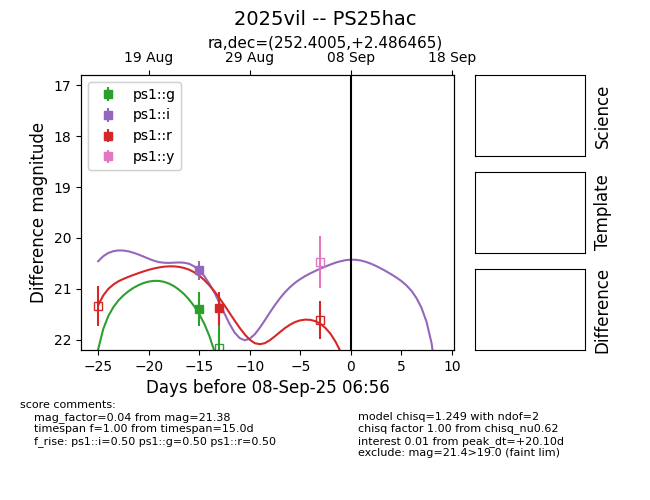 2025vil -- PS25hac
ra,dec=(252.4005,+2.486465)
19 Aug 29 Aug 08 Sep 18 Sep
17
18
19
20
21
22
Difference magnitude
ps1::g
ps1::i
ps1::r
ps1::y
−25 −20 −15 −10 −5 0 5 10
Days before 08-Sep-25 06:56
Science
Template
Difference
score comments:
mag_factor=0.04 from mag=21.38
timespan f=1.00 from timespan=15.0d
f_rise: ps1::i=0.50 ps1::g=0.50 ps1::r=0.50
model chisq=1.249 with ndof=2
chisq factor 1.00 from chisq_nu0.62
interest 0.01 from peak_dt=+20.10d
exclude: mag=21.4>19.0 (faint lim)